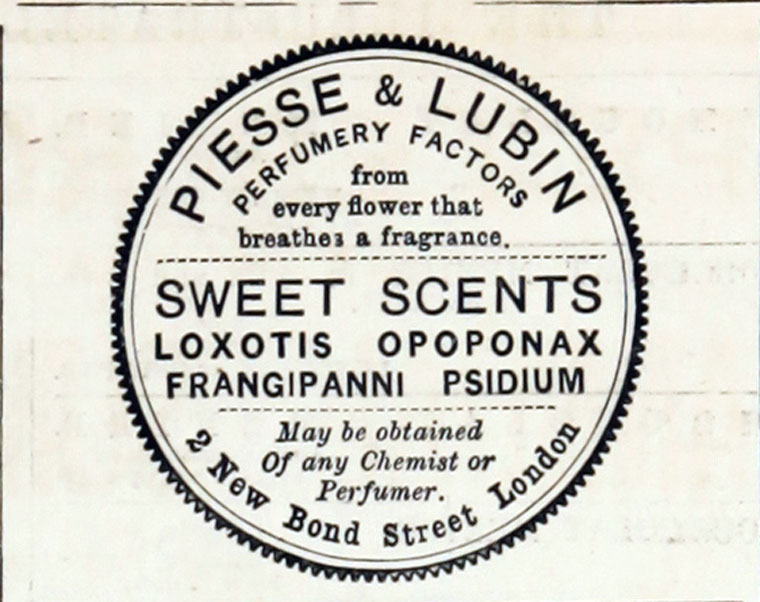 PIESSE & LUBIN
PERFUMERY FACTORS
from
every flower that
breathes a fragrance.
SWEET SCENTS
LOXOTIS OPOPONAX
FRANGIPANNI PSIDIUM
May be obtained
Of any Chemist or
Perfumer.
2 New Bond Street London